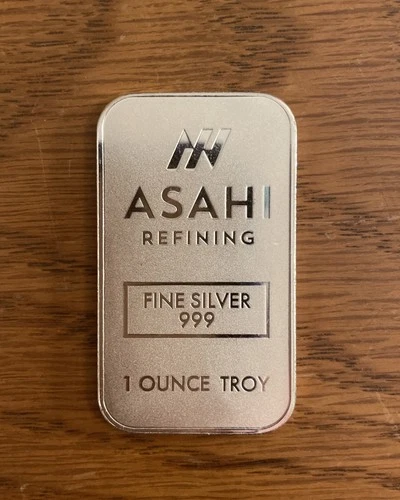 ASAHI
REFINING
FINE SILVER
999
1 OUNCE TROY